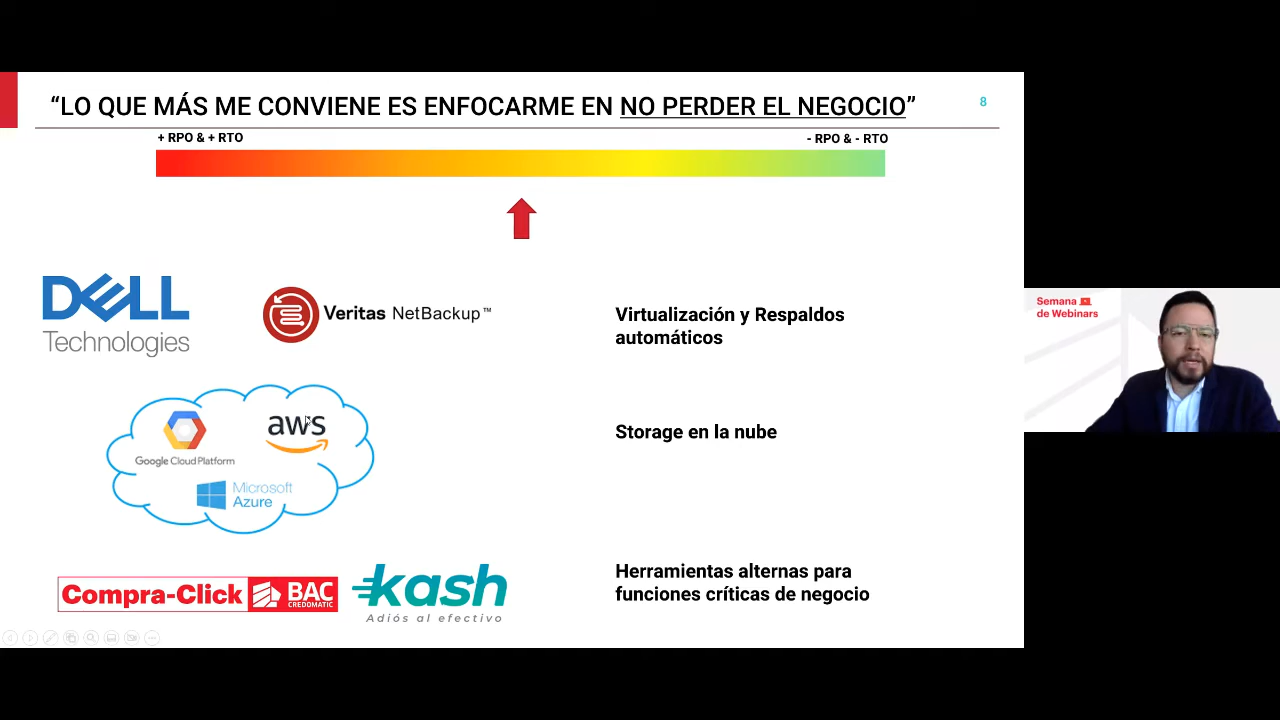 “LO QUE MÁS ME CONVIENE ES ENFOCARME EN NO PERDER EL NEGOCIO”
8
+ RPO & + RTO
- RPO & - RTO
DELL
Technologies
Veritas NetBackup™
Virtualización y Respaldos
automáticos
Semana
de Webinars
aws
Google Cloud Platform
Storage en la nube
Microsoft
Azure
Compra-Click
BAC
CREDOMATIC
kash
Adiós al efectivo
Herramientas alternas para
funciones críticas de negocio